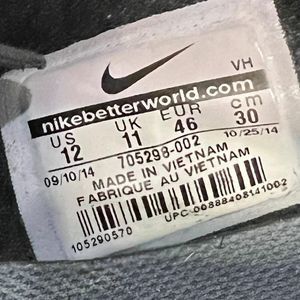 VH
nikebetterworld.com
US UK EUR cm
12 11 46 30
705298-002
09/10/14 10/25/14
MADE IN VIETNAM
FABRIQUE AU VIETNAM
105290570
UPC 00888408141002